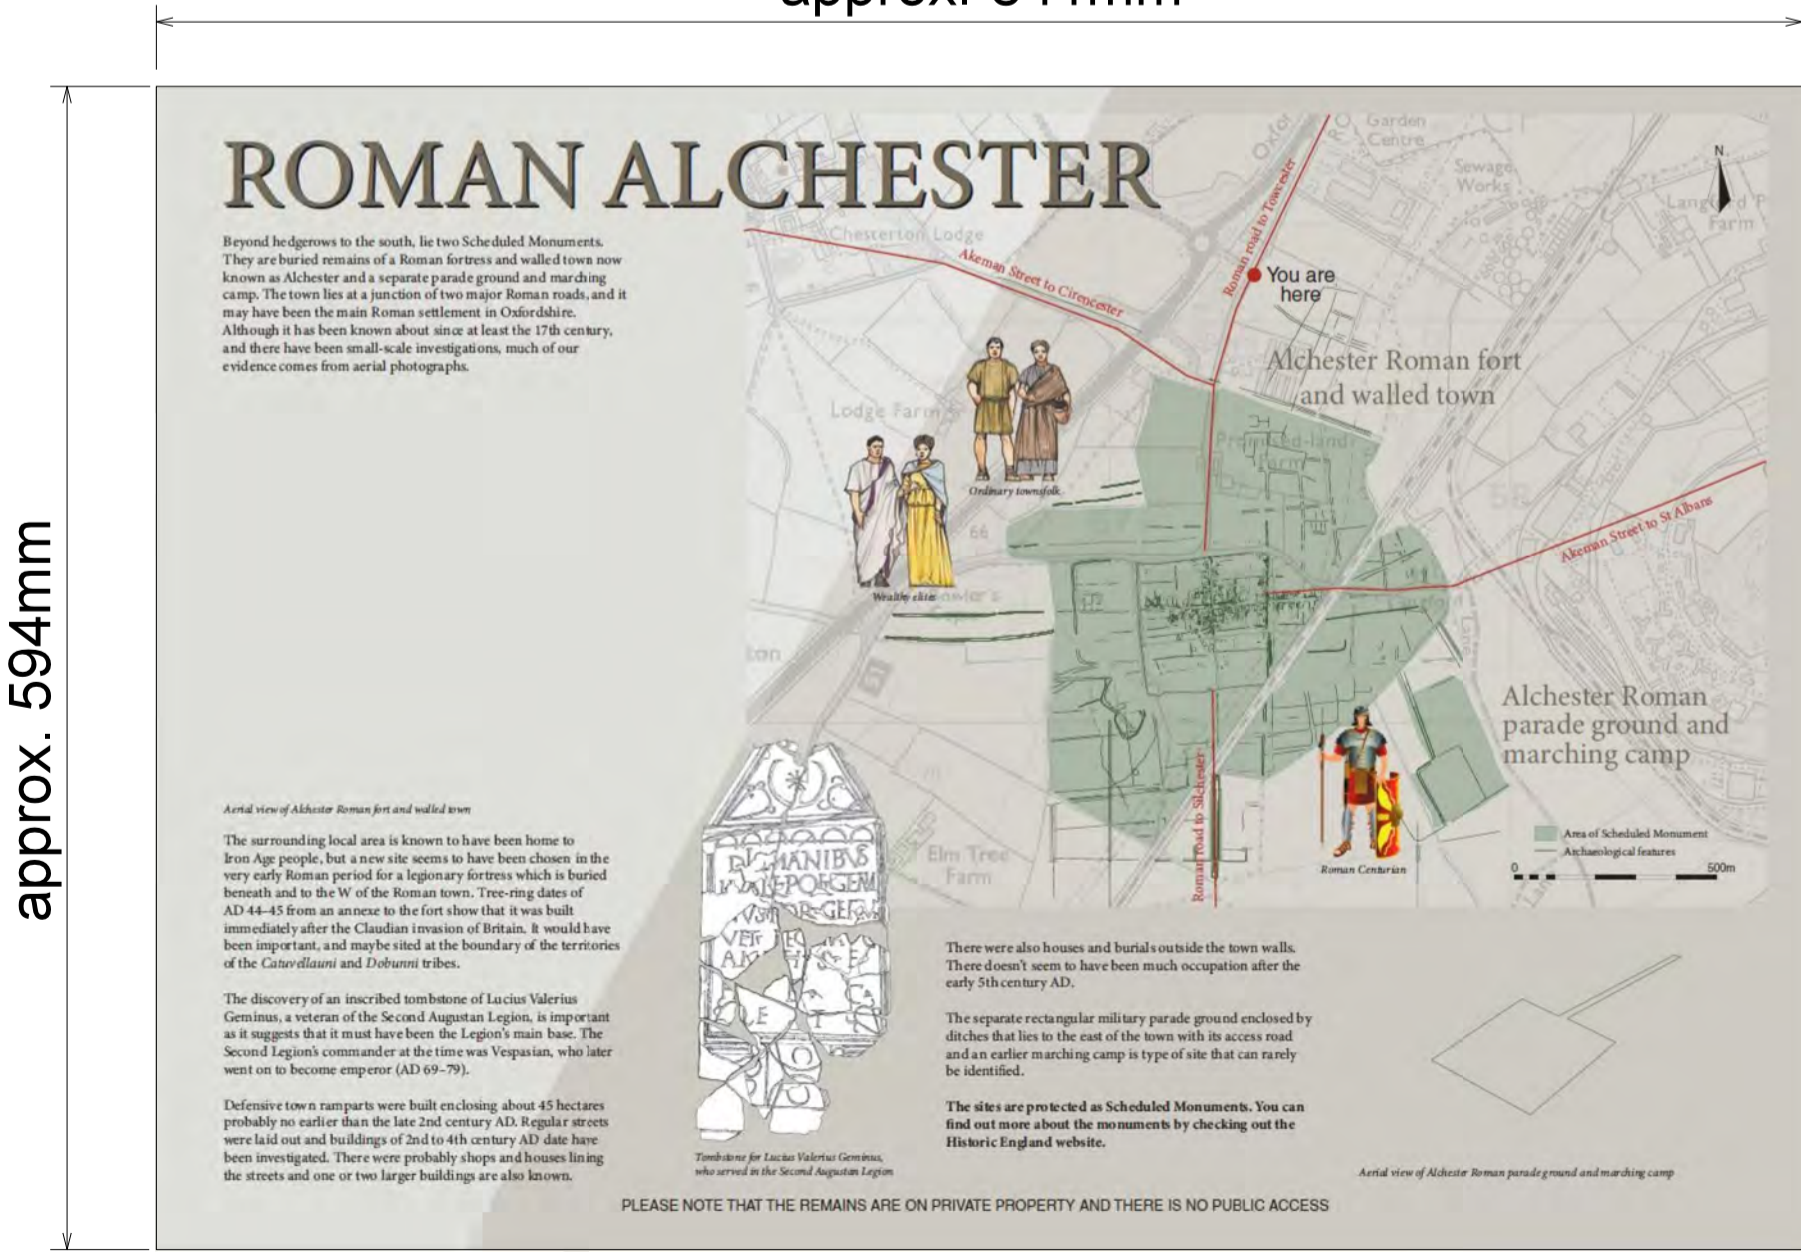 approx. 594mm
ROMAN ALCHESTER
Beyond hedgerows to the south, lie two Scheduled Monuments.
They are buried remains of a Roman fortress and walled town now
known as Alchester and a separate parade ground and marching
camp. The town lies at a junction of two major Roman roads, and it
may have been the main Roman settlement in Oxfordshire.
Although it has been known about since at least the 17th century,
and there have been small-scale investigations, much of our
evidence comes from aerial photographs.
Aerial view of Alchester Roman fort and walled town
The surrounding local area is known to have been home to
Iron Age people, but a new site seems to have been chosen in the
very early Roman period for a legionary fortress which is buried
beneath and to the W of the Roman town. Tree-ring dates of
AD 44–45 from an annexe to the fort show that it was built
immediately after the Claudian invasion of Britain. It would have
been important, and maybe sited at the boundary of the territories
of the Catuvellauni and Dobunni tribes.
The discovery of an inscribed tombstone of Lucius Valerius
Geminus, a veteran of the Second Augustan Legion, is important
as it suggests that it must have been the Legion's main base. The
Second Legion's commander at the time was Vespasian, who later
went on to become emperor (AD 69–79).
Defensive town ramparts were built enclosing about 45 hectares
probably no earlier than the late 2nd century AD. Regular streets
were laid out and buildings of 2nd to 4th century AD date have
been investigated. There were probably shops and houses lining
the streets and one or two larger buildings are also known.
Garden
Centre
Sewage
Works
Farm
N
Chesterton Lodge
Akeman Street to Cirencester
Roman road to Towcester
You are
here
Alchester Roman fort
and walled town
Lodge Farm
Promised-land
Farm
Ordinary townsfolk
66
58
Wealthy elites
Akeman Street to St Albans
Alchester Roman
parade ground and
marching camp
Roman road to Silchester
Elm Tree
Farm
Roman Centurian
Area of Scheduled Monument
Archaeological features
0 500m
Tombstone for Lucius Valerius Geminus,
who served in the Second Augustan Legion
There were also houses and burials outside the town walls.
There doesn't seem to have been much occupation after the
early 5th century AD.
The separate rectangular military parade ground enclosed by
ditches that lies to the east of the town with its access road
and an earlier marching camp is type of site that can rarely
be identified.
The sites are protected as Scheduled Monuments. You can
find out more about the monuments by checking out the
Historic England website.
Aerial view of Alchester Roman parade ground and marching camp
PLEASE NOTE THAT THE REMAINS ARE ON PRIVATE PROPERTY AND THERE IS NO PUBLIC ACCESS